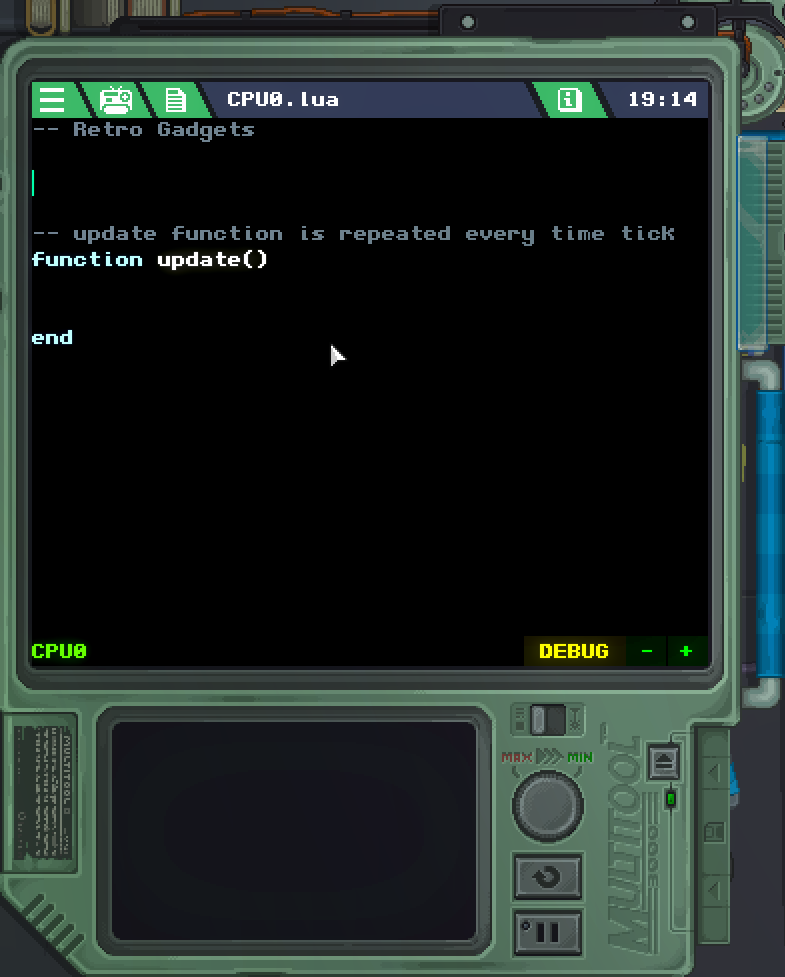 CPU0.lua
19:14
-- Retro Gadgets
-- update function is repeated every time tick
function update()
end
CPU0
DEBUG
-
+
MAX
MIN
MULTITOOL
MULTITOOL